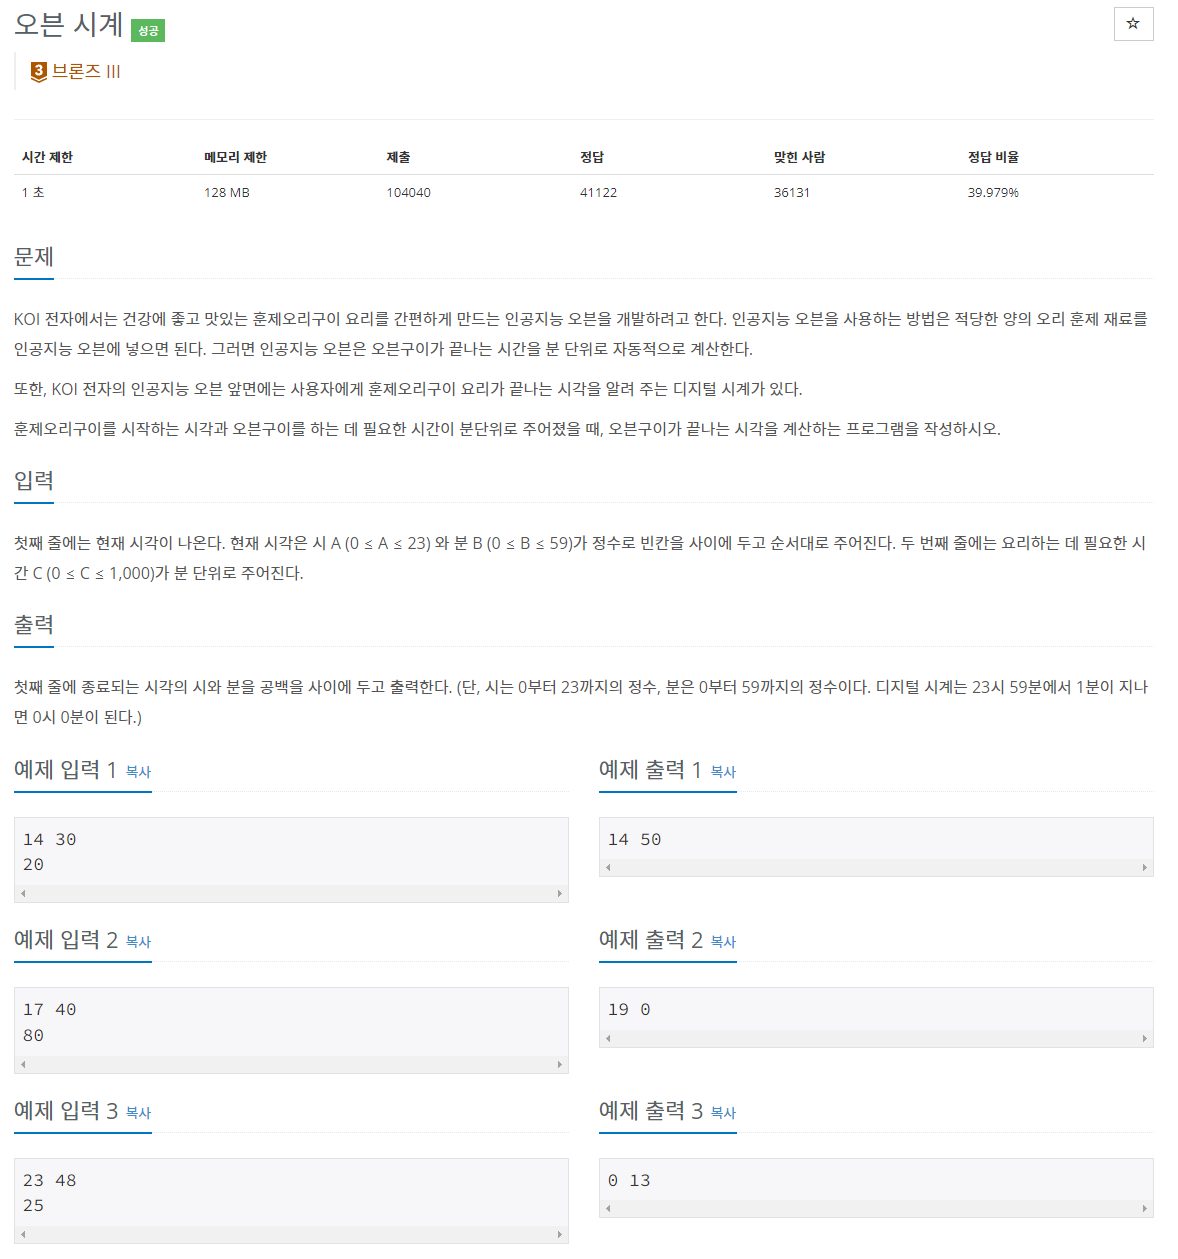 오븐 시계 성공
☆
3 브론즈 III
시간 제한 메모리 제한 제출 정답 맞힌 사람 정답 비율
1 초 128 MB 104040 41122 36131 39.979%
문제
KOI 전자에서는 건강에 좋고 맛있는 훈제오리구이 요리를 간편하게 만드는 인공지능 오븐을 개발하려고 한다. 인공지능 오븐을 사용하는 방법은 적당한 양의 오리 훈제 재료를
인공지능 오븐에 넣으면 된다. 그러면 인공지능 오븐은 오븐구이가 끝나는 시간을 분 단위로 자동적으로 계산한다.
또한, KOI 전자의 인공지능 오븐 앞면에는 사용자에게 훈제오리구이 요리가 끝나는 시각을 알려 주는 디지털 시계가 있다.
훈제오리구이를 시작하는 시각과 오븐구이를 하는 데 필요한 시간이 분단위로 주어졌을 때, 오븐구이가 끝나는 시각을 계산하는 프로그램을 작성하시오.
입력
첫째 줄에는 현재 시각이 나온다. 현재 시각은 시 A (0 ≤ A ≤ 23) 와 분 B (0 ≤ B ≤ 59)가 정수로 빈칸을 사이에 두고 순서대로 주어진다. 두 번째 줄에는 요리하는 데 필요한 시
간 C (0 ≤ C ≤ 1,000)가 분 단위로 주어진다.
출력
첫째 줄에 종료되는 시각의 시와 분을 공백을 사이에 두고 출력한다. (단, 시는 0부터 23까지의 정수, 분은 0부터 59까지의 정수이다. 디지털 시계는 23시 59분에서 1분이 지나
면 0시 0분이 된다.)
예제 입력 1 복사
14 30
20
예제 출력 1 복사
14 50
예제 입력 2 복사
17 40
80
예제 출력 2 복사
19 0
예제 입력 3 복사
23 48
25
예제 출력 3 복사
0 13